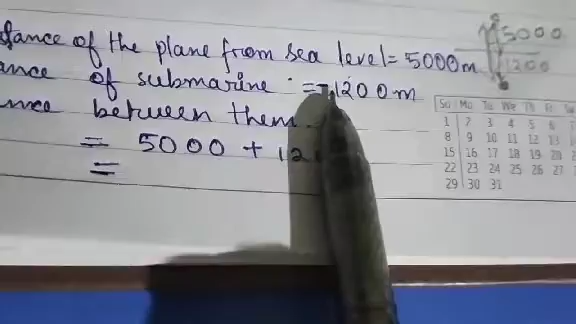 of the plane from sea level = 5000m
of submarine = -1200m
between them
= 5000 + 12
=
5000
1200
Su Mo Tu We Th Fr Sa
1 2 3 4 5 6
8 9 10 11 12 13
15 16 17 18 19 20
22 23 24 25 26 27
29 30 31